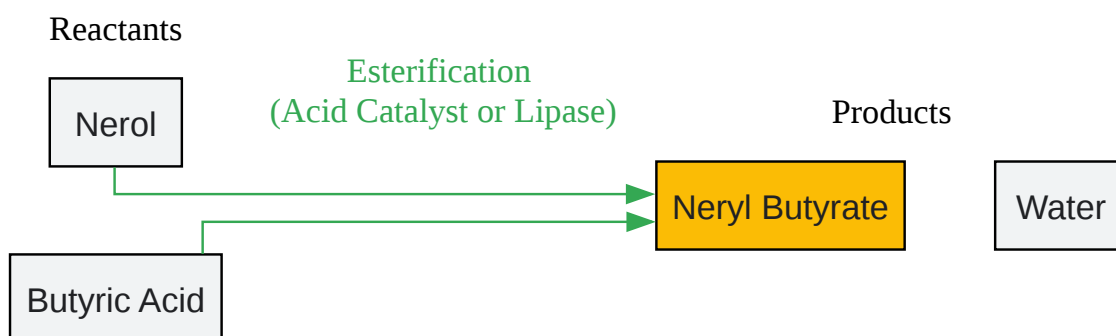 Reactants
Nerol
Esterification
(Acid Catalyst or Lipase)
Products
Neryl Butyrate
Water
Butyric Acid